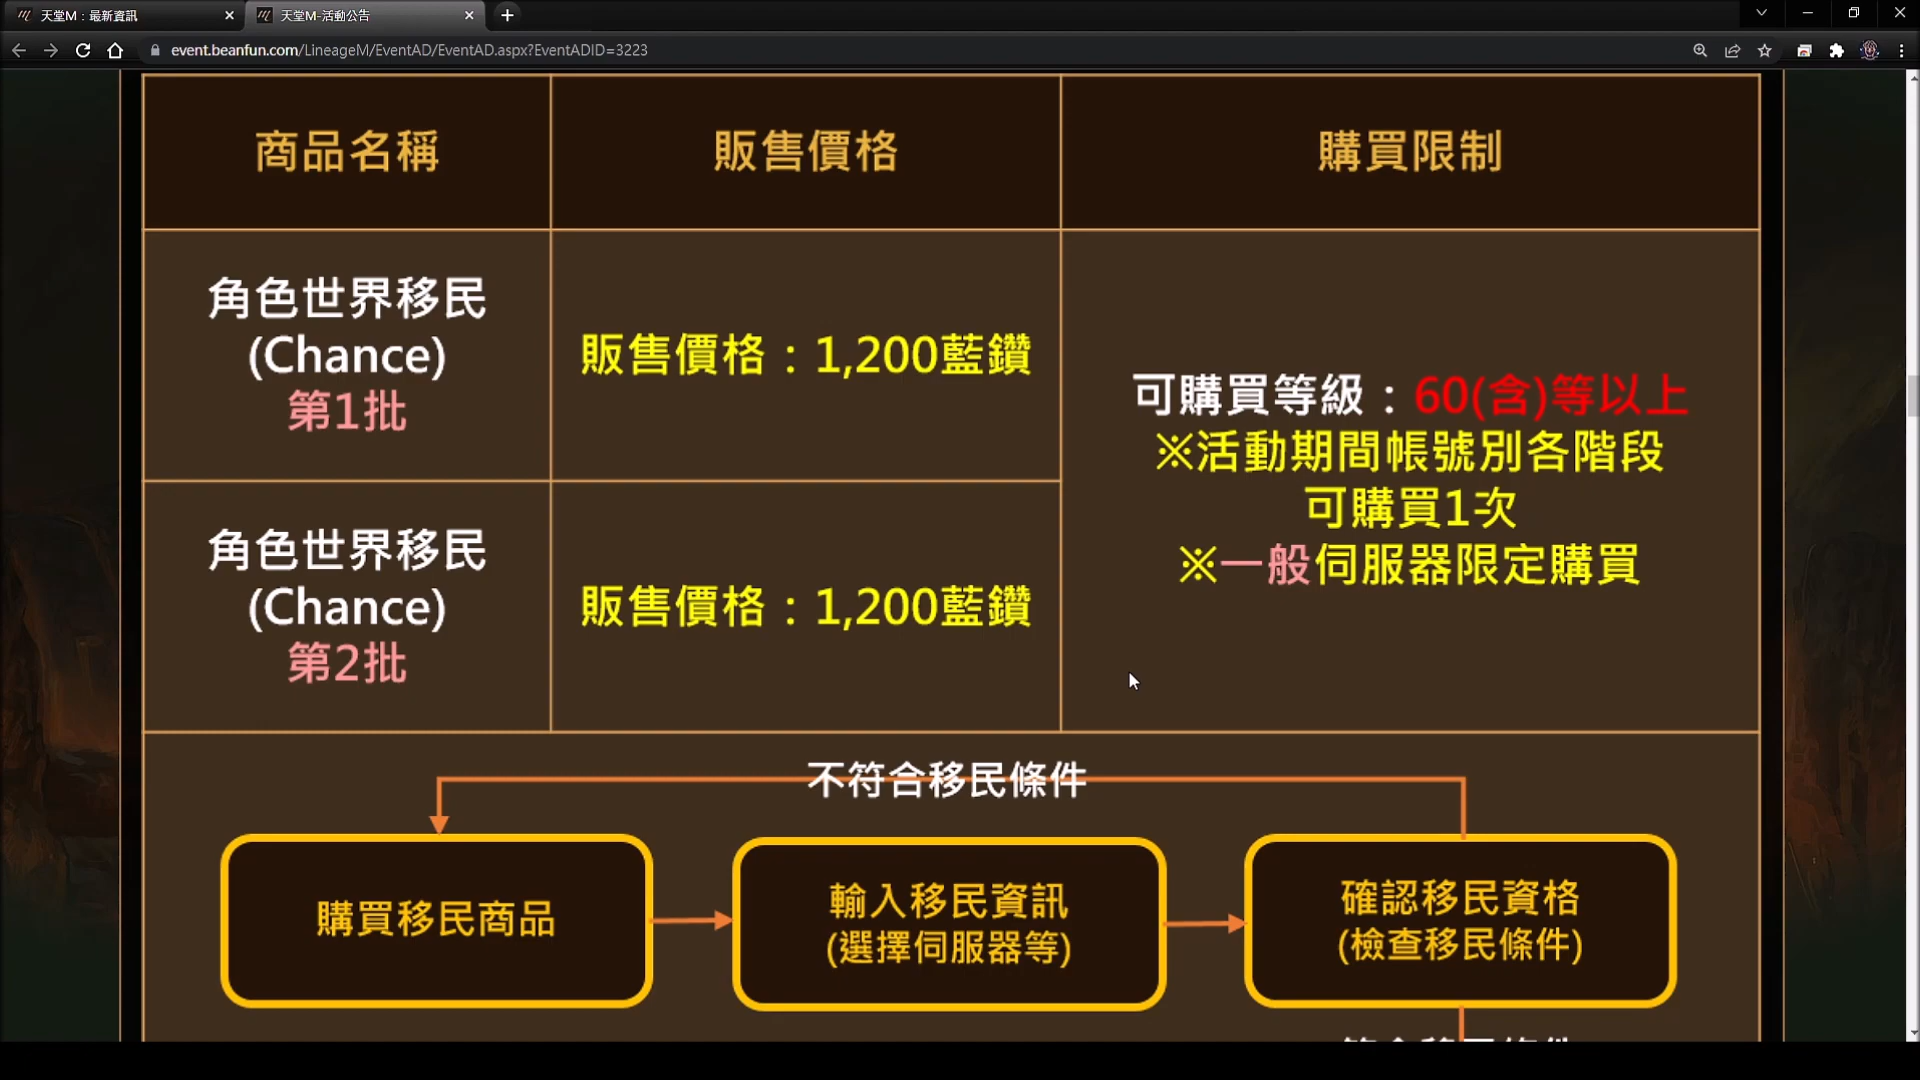 天堂M：最新資訊
天堂M-活動公告
event.beanfun.com/LineageM/EventAD/EventAD.aspx?EventADID=3223
商品名稱
販售價格
購買限制
角色世界移民
(Chance)
第1批
販售價格：1,200藍鑽
可購買等級：60(含)等以上
※活動期間帳號別各階段
可購買1次
※一般伺服器限定購買
角色世界移民
(Chance)
第2批
販售價格：1,200藍鑽
不符合移民條件
購買移民商品
輸入移民資訊
(選擇伺服器等)
確認移民資格
(檢查移民條件)